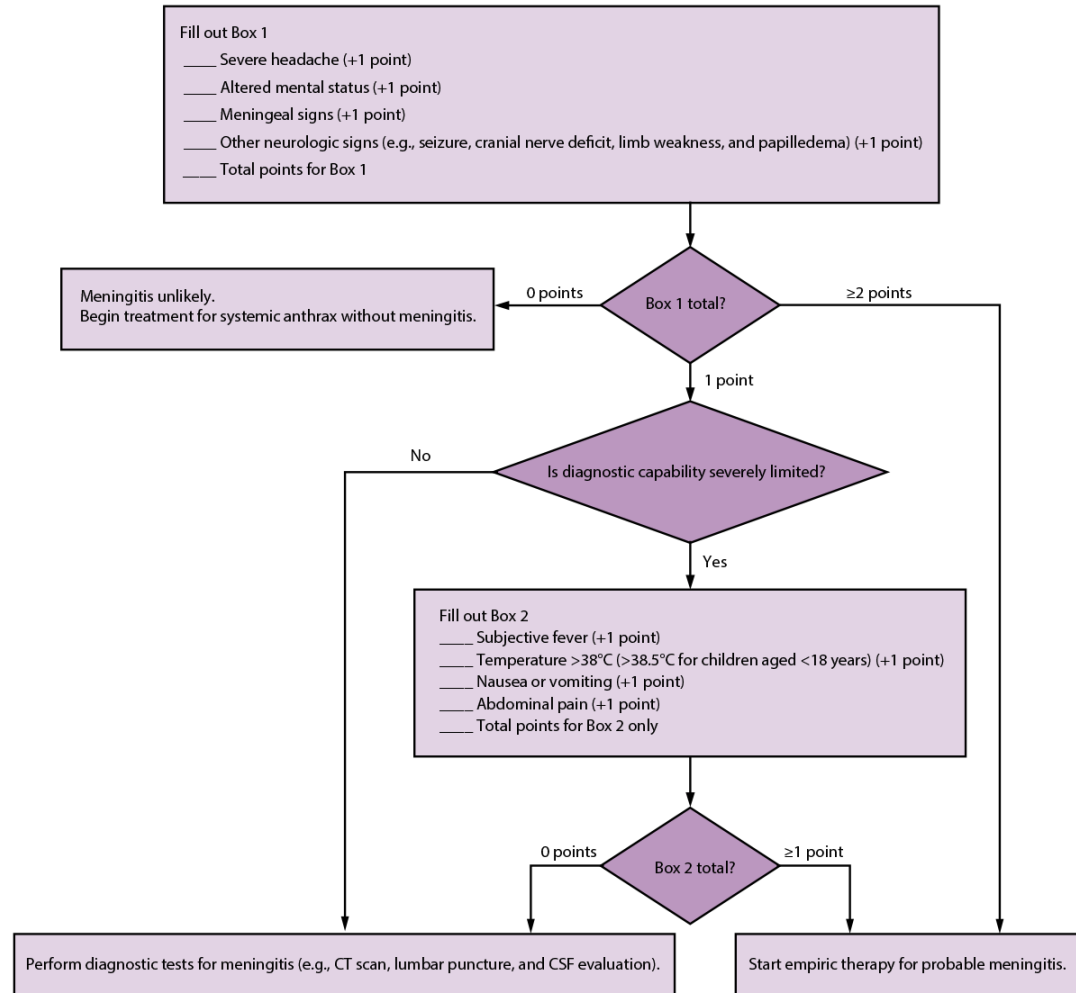 Fill out Box 1
____ Severe headache (+1 point)
____ Altered mental status (+1 point)
____ Meningeal signs (+1 point)
____ Other neurologic signs (e.g., seizure, cranial nerve deficit, limb weakness, and papilledema) (+1 point)
____ Total points for Box 1
Meningitis unlikely.
Begin treatment for systemic anthrax without meningitis.
0 points
Box 1 total?
≥2 points
1 point
No
Is diagnostic capability severely limited?
Yes
Fill out Box 2
____ Subjective fever (+1 point)
____ Temperature >38°C (>38.5°C for children aged <18 years) (+1 point)
____ Nausea or vomiting (+1 point)
____ Abdominal pain (+1 point)
____ Total points for Box 2 only
0 points
Box 2 total?
≥1 point
Perform diagnostic tests for meningitis (e.g., CT scan, lumbar puncture, and CSF evaluation).
Start empiric therapy for probable meningitis.